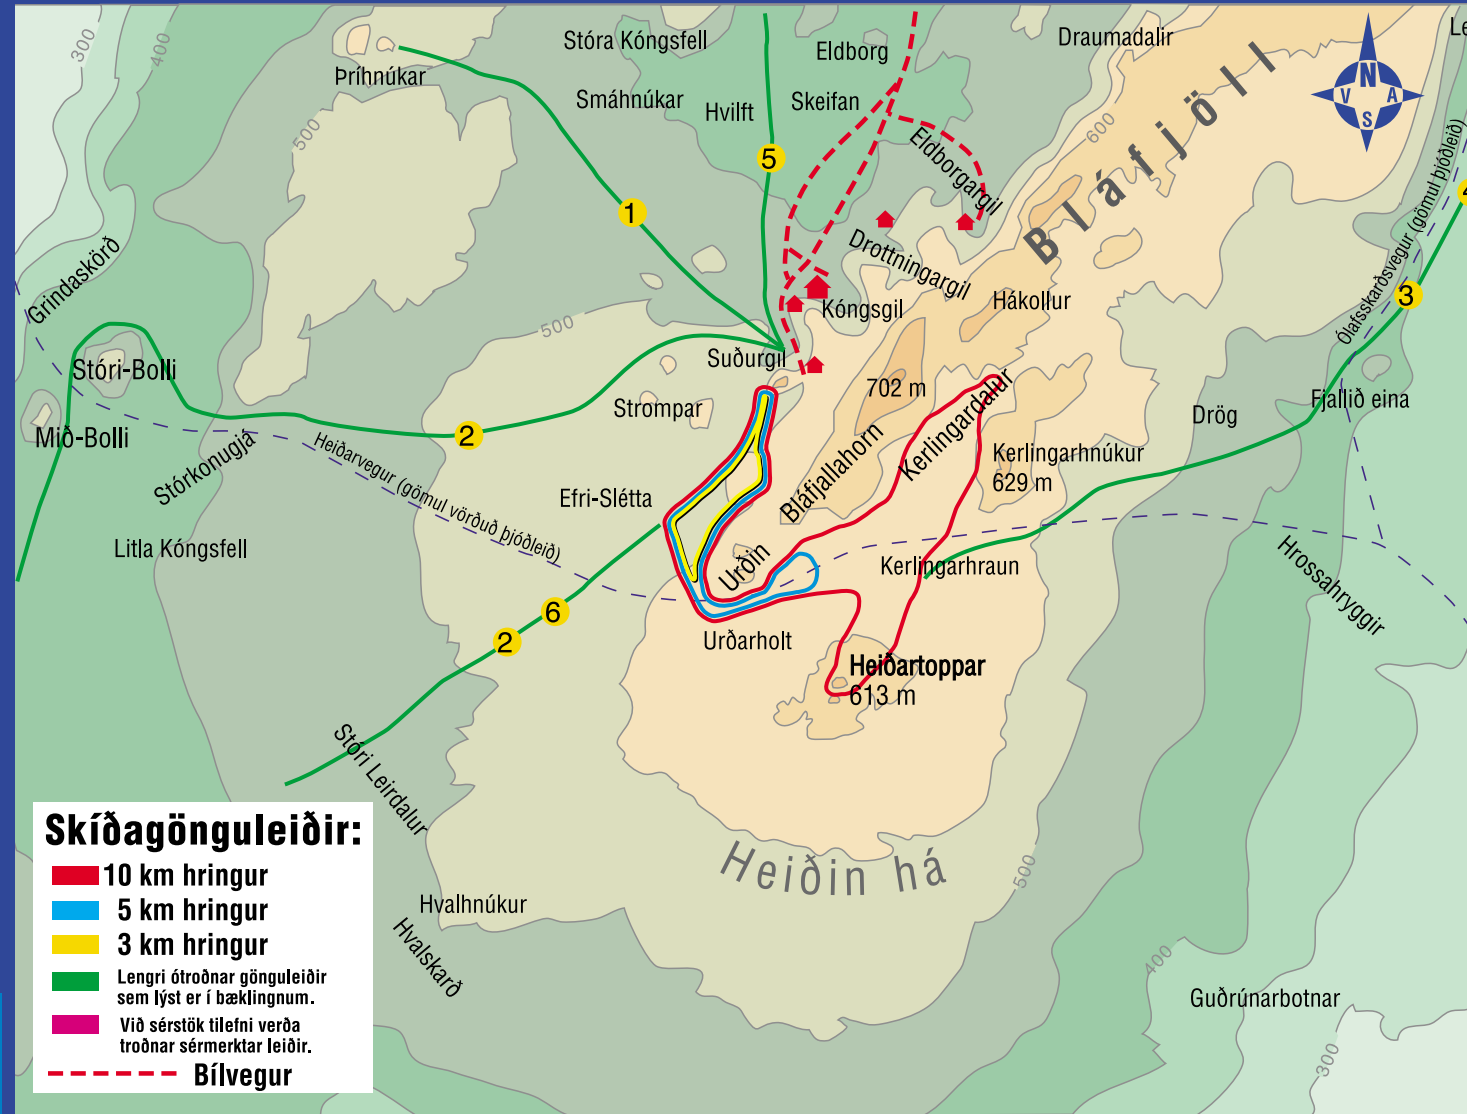 300
400
Þríhnúkar
Stóra Kóngsfell
Eldborg
Draumadalir
N
V
A
S
Smáhnúkar
Hvilft
Skeifan
500
600
Bláfjöll
5
Eldborgargil
1
Ólafsskarðsvegur (gömul þjóðleið)
Grindaskörð
Drottningargil
Hákollur
3
500
Kóngsgil
Stóri-Bolli
Suðurgil
702 m
Kerlingardalur
Fjallið eina
Strompar
Drög
Mið-Bolli
2
Stórkonugjá
Heiðarvegur (gömul vörðuð þjóðleið)
Bláfjallahorn
Kerlingarhnúkur
629 m
Efri-Slétta
Litla Kóngsfell
Urðin
Kerlingarhraun
Hrossahryggir
6
2
Urðarholt
Heiðartoppar
613 m
Stóri Leirdalur
Heiðin há
500
Hvalhnúkur
Hvalskarð
400
Guðrúnarbotnar
300
Skíðagönguleiðir:
10 km hringur
5 km hringur
3 km hringur
Lengri ótroðnar gönguleiðir
sem lýst er í bæklingnum.
Við sérstök tilefni verða
troðnar sérmerktar leiðir.
Bílvegur